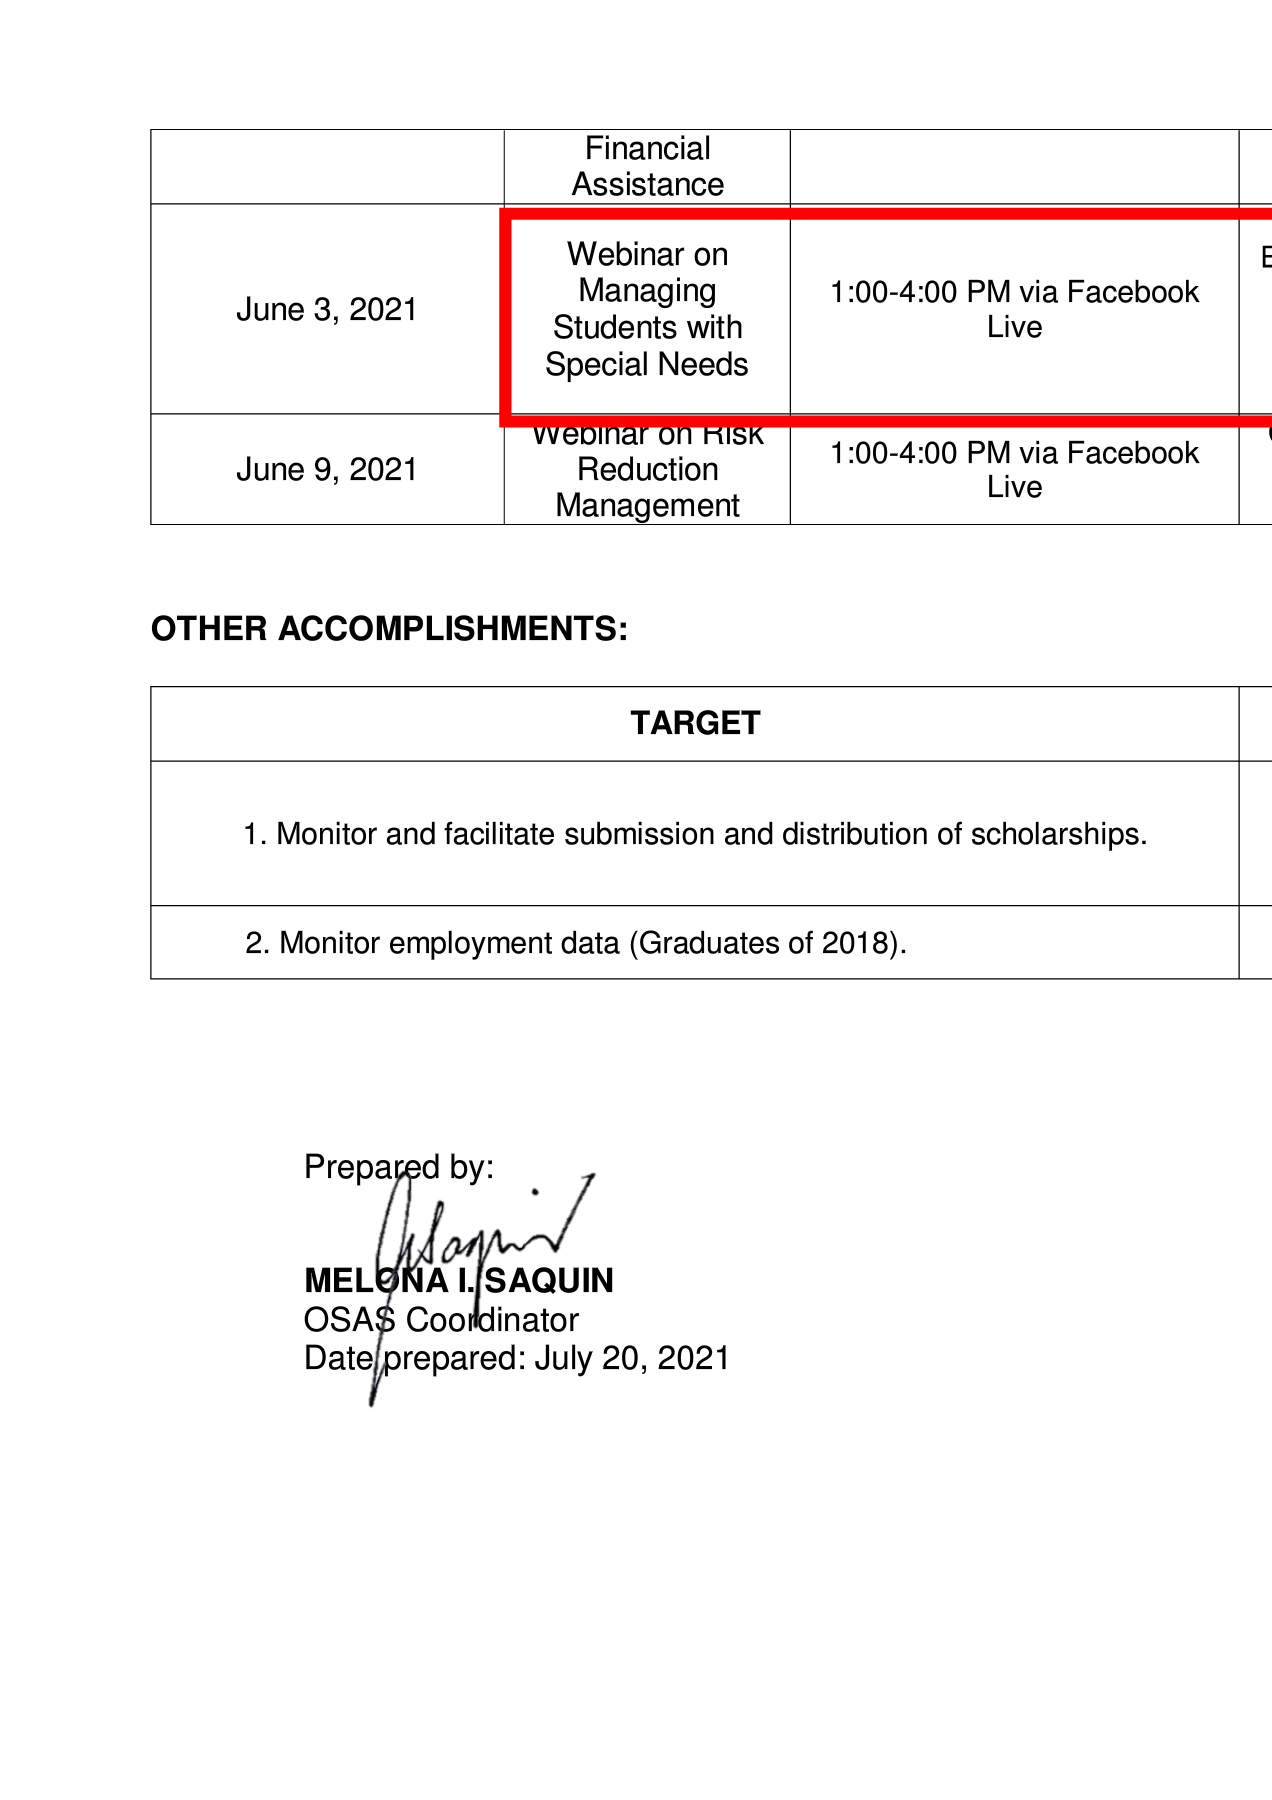 Financial
Assistance
June 3, 2021
Webinar on
Managing
Students with
Special Needs
1:00-4:00 PM via Facebook
Live
June 9, 2021
Webinar on Risk
Reduction
Management
1:00-4:00 PM via Facebook
Live
OTHER ACCOMPLISHMENTS:
TARGET
1. Monitor and facilitate submission and distribution of scholarships.
2. Monitor employment data (Graduates of 2018).
Prepared by:
MELONA I. SAQUIN
OSAS Coordinator
Date prepared: July 20, 2021